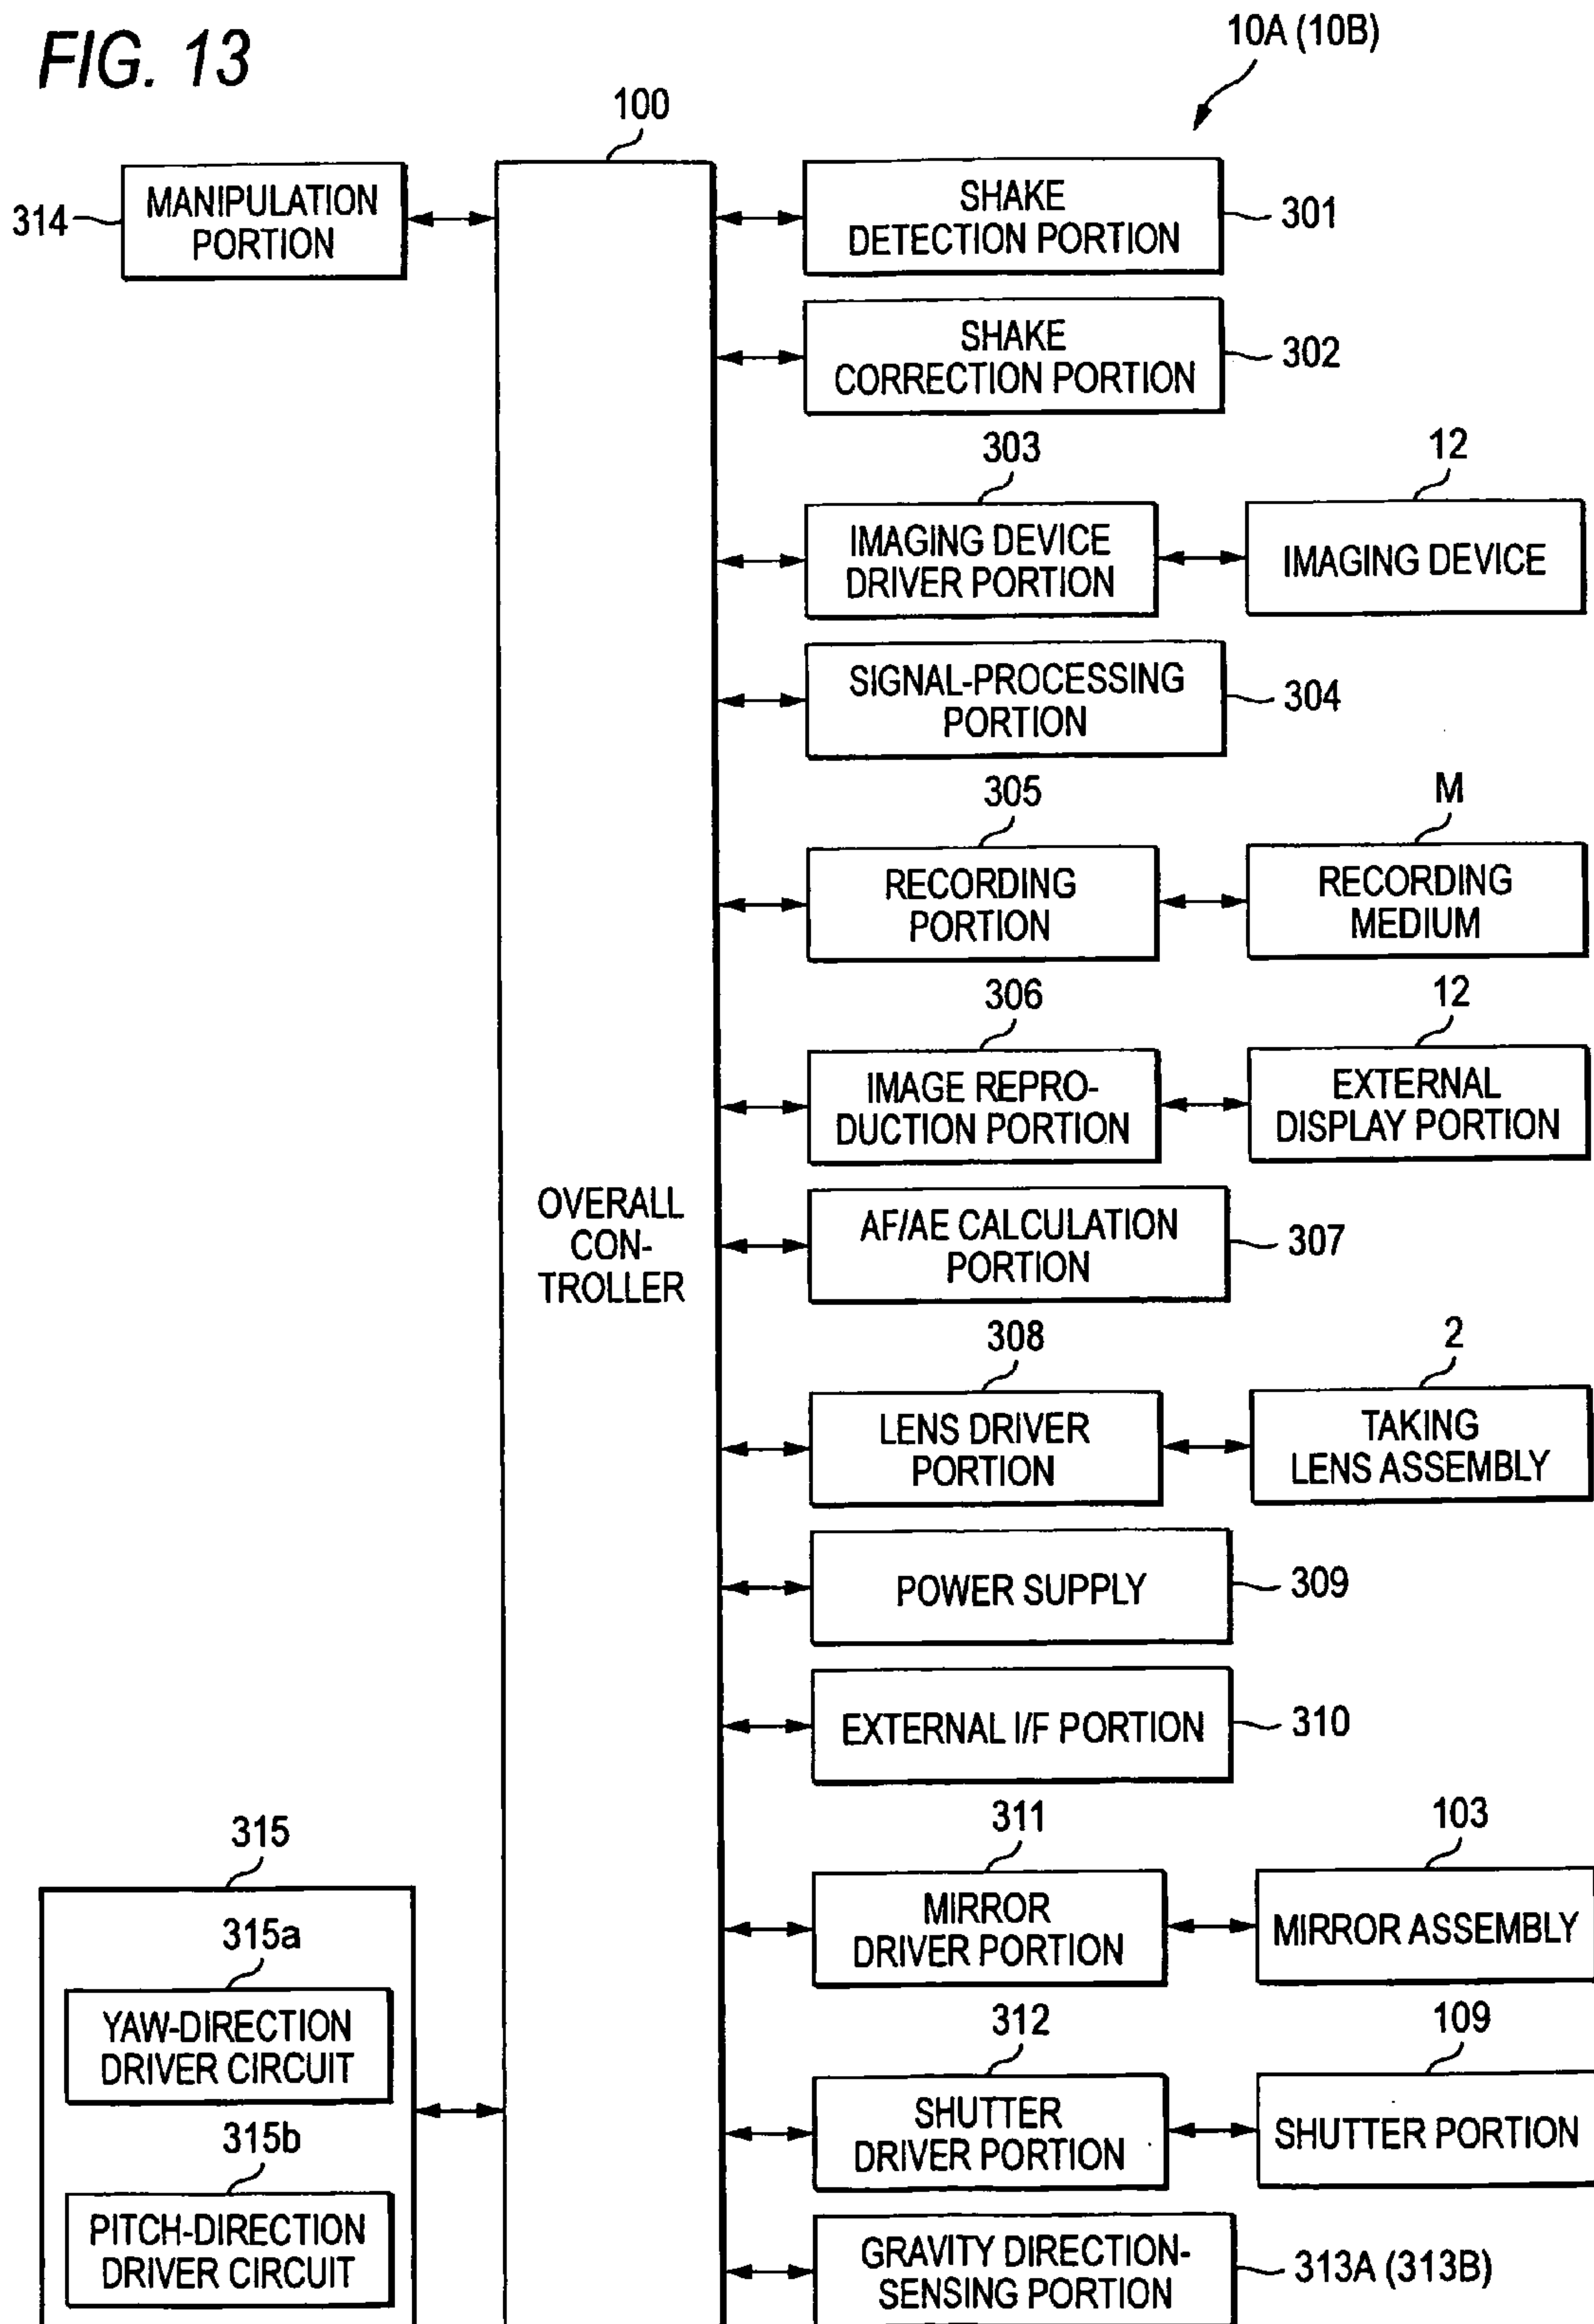 FIG. 13
10A (10B)
100
MANIPULATION
PORTION
314
SHAKE
DETECTION PORTION
301
SHAKE
CORRECTION PORTION
302
303
12
IMAGING DEVICE
DRIVER PORTION
IMAGING DEVICE
SIGNAL-PROCESSING
PORTION
304
305
M
RECORDING
PORTION
RECORDING
MEDIUM
306
12
IMAGE REPRO-
DUCTION PORTION
EXTERNAL
DISPLAY PORTION
OVERALL
CON-
TROLLER
AF/AE CALCULATION
PORTION
307
308
2
LENS DRIVER
PORTION
TAKING
LENS ASSEMBLY
POWER SUPPLY
309
EXTERNAL I/F PORTION
310
311
103
MIRROR
DRIVER PORTION
MIRROR ASSEMBLY
315
315a
YAW-DIRECTION
DRIVER CIRCUIT
312
109
SHUTTER
DRIVER PORTION
SHUTTER PORTION
315b
PITCH-DIRECTION
DRIVER CIRCUIT
GRAVITY DIRECTION-
SENSING PORTION
313A (313B)